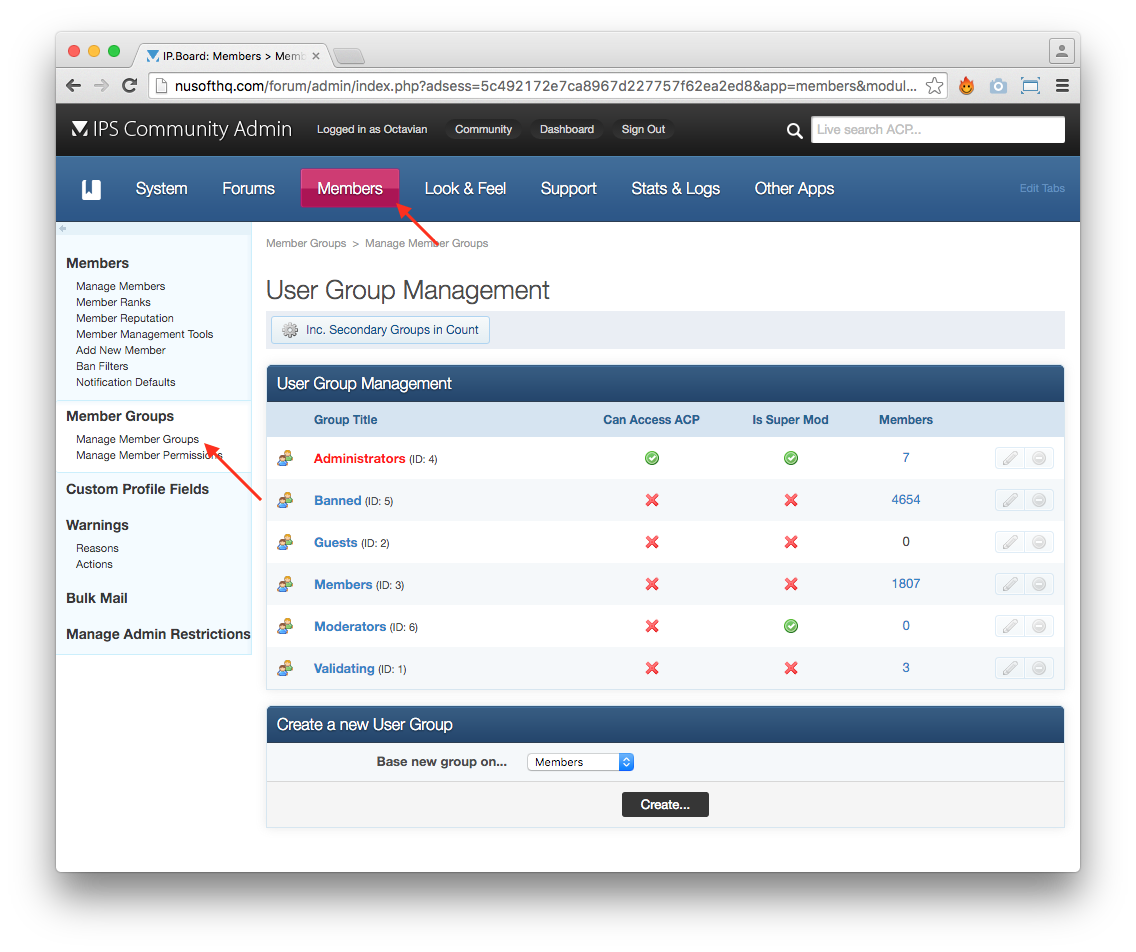 IP.Board: Members > Mem
nusofthq.com/forum/admin/index.php?adsess=5c492172e7ca8967d227757f62ea2ed8&app=members&modul...
IPS Community Admin
Logged in as Octavian
Community
Dashboard
Sign Out
Live search ACP...
System
Forums
Members
Look & Feel
Support
Stats & Logs
Other Apps
Edit Tabs
Members
Manage Members
Member Ranks
Member Reputation
Member Management Tools
Add New Member
Ban Filters
Notification Defaults
Member Groups
Manage Member Groups
Manage Member Permissions
Custom Profile Fields
Warnings
Reasons
Actions
Bulk Mail
Manage Admin Restrictions
Member Groups > Manage Member Groups
User Group Management
Inc. Secondary Groups in Count
User Group Management
Group Title Can Access ACP Is Super Mod Members
Administrators (ID: 4) 7
Banned (ID: 5) 4654
Guests (ID: 2) 0
Members (ID: 3) 1807
Moderators (ID: 6) 0
Validating (ID: 1) 3
Create a new User Group
Base new group on... Members
Create...